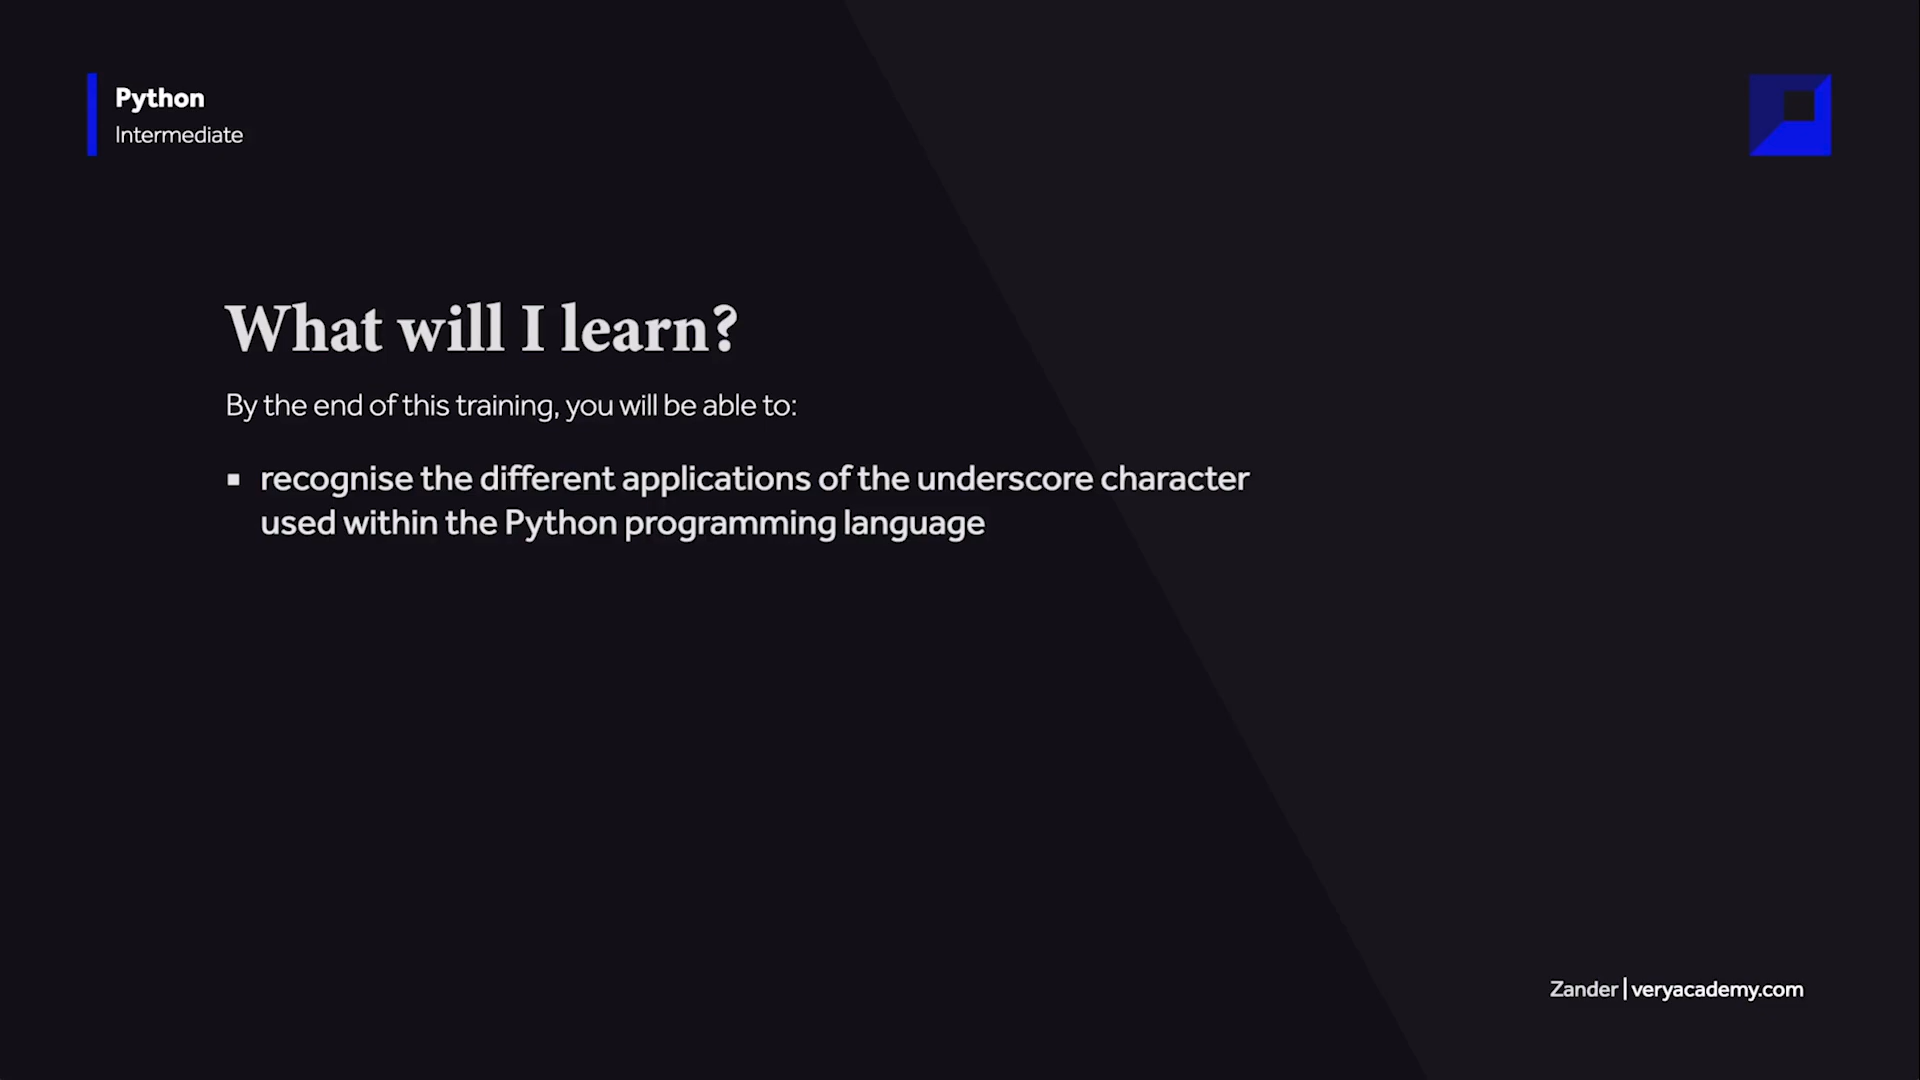 Python
Intermediate
What will I learn?
By the end of this training, you will be able to:
▪ recognise the different applications of the underscore character
used within the Python programming language
Zander | veryacademy.com